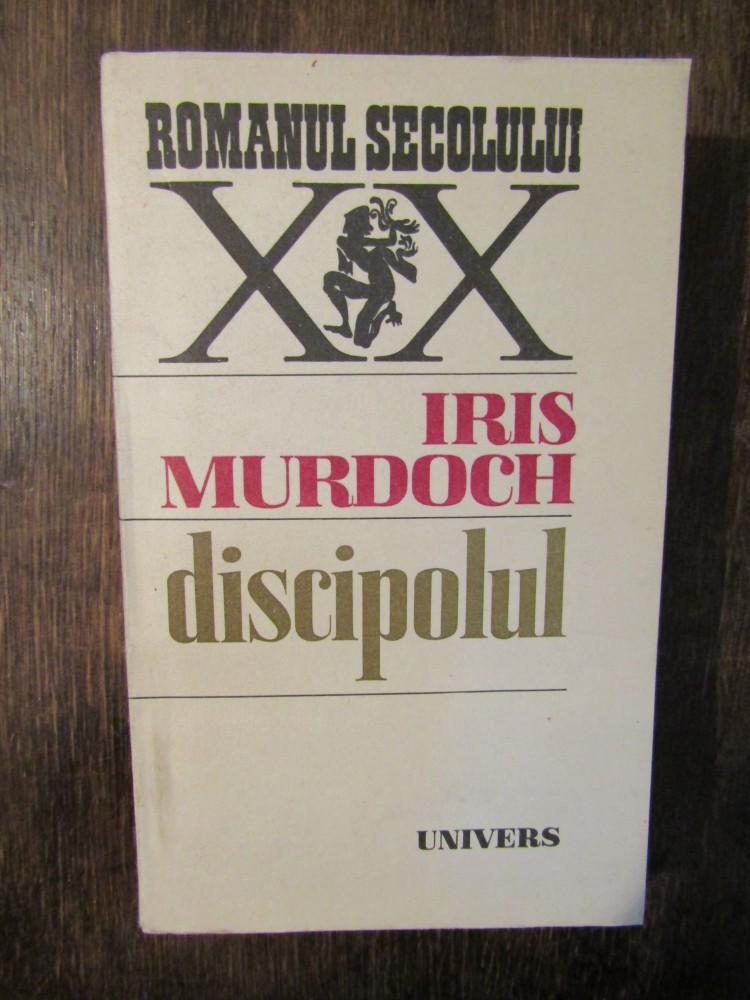 ROMANUL SECOLULUI
XX
IRIS
MURDOCH
discipolul
UNIVERS